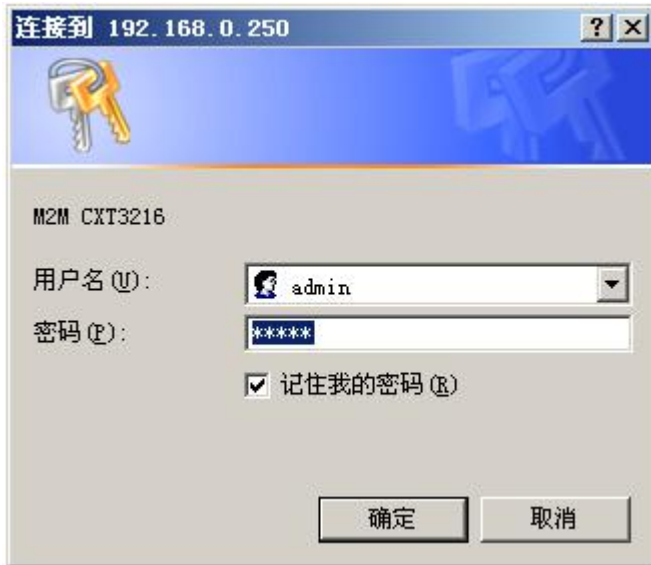 连接到 192.168.0.250
M2M CXT3216
用户名(U):
admin
密码(P):
*****
记住我的密码(R)
确定
取消